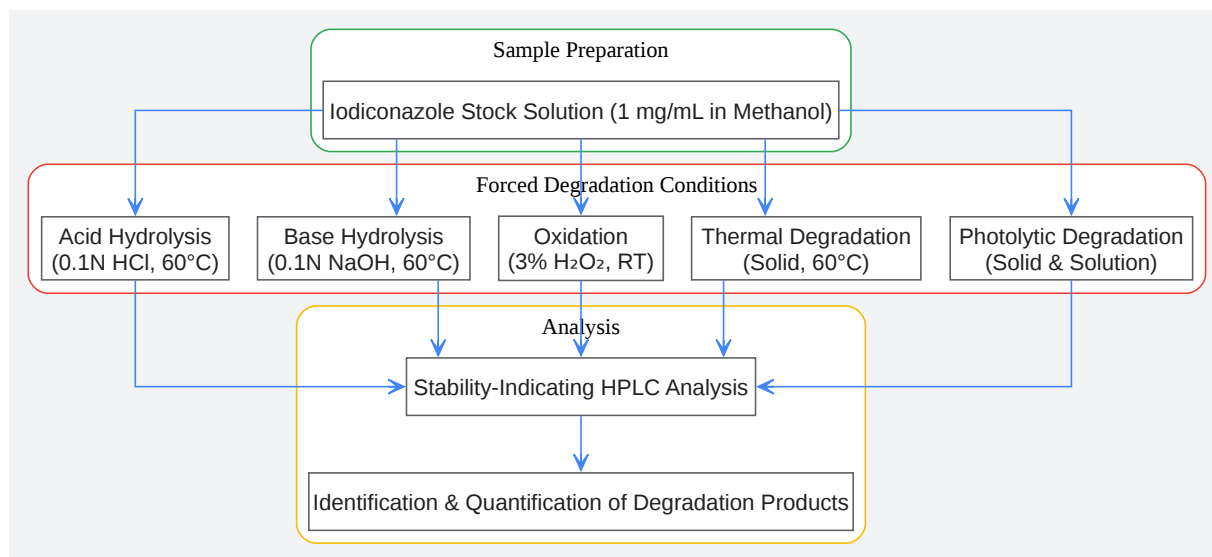 Sample Preparation
Iodiconazole Stock Solution (1 mg/mL in Methanol)
Forced Degradation Conditions
Acid Hydrolysis
(0.1N HCl, 60°C)
Base Hydrolysis
(0.1N NaOH, 60°C)
Oxidation
(3% H₂O₂, RT)
Thermal Degradation
(Solid, 60°C)
Photolytic Degradation
(Solid & Solution)
Analysis
Stability-Indicating HPLC Analysis
Identification & Quantification of Degradation Products